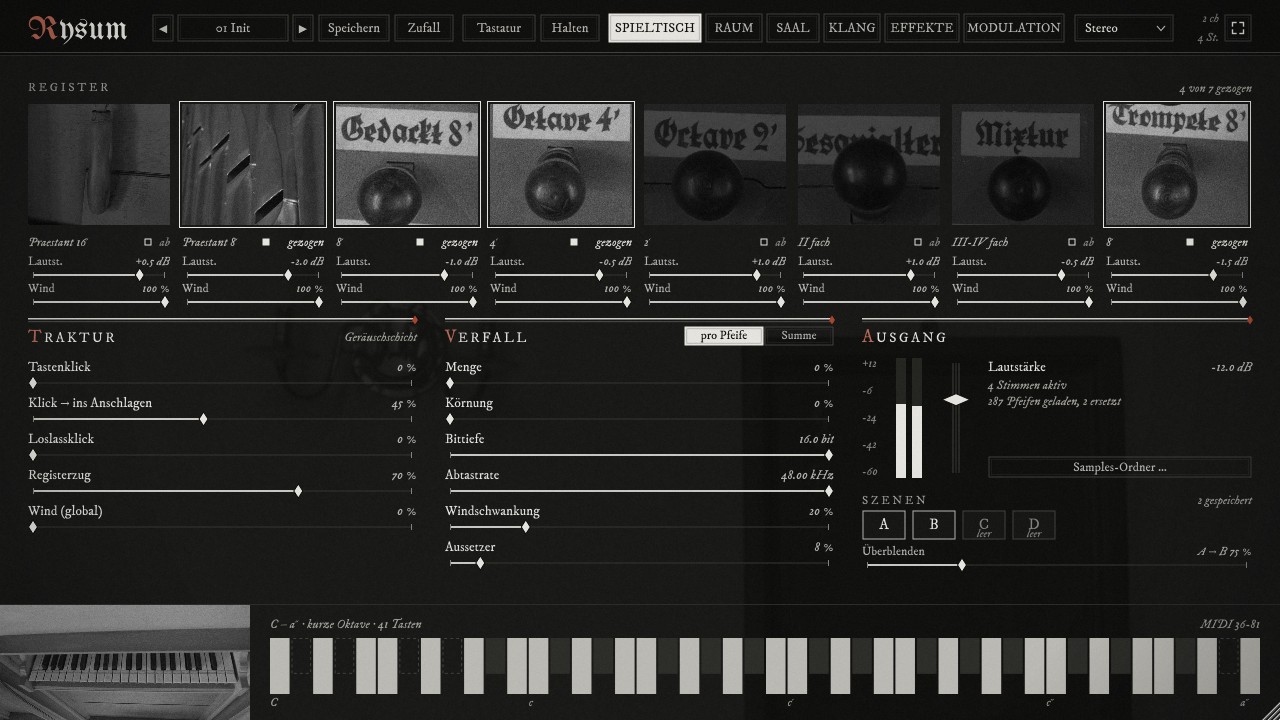 Rysum
◀ 01 Init ▶ Speichern Zufall Tastatur Halten SPIELTISCH RAUM SAAL KLANG EFFEKTE MODULATION Stereo 2 ch
4 St.
REGISTER 4 von 7 gezogen
Gedackt 8'
Octave 4'
Octave 2'
Sesquialtera
Mixtur
Trompete 8'
Praestant 16' ab
Praestant 8' gezogen
8' gezogen
4' gezogen
2' ab
II fach ab
III-IV fach ab
8' gezogen
Lautst. +0.5 dB
Lautst. -2.0 dB
Lautst. -1.0 dB
Lautst. -0.5 dB
Lautst. +1.0 dB
Lautst. +1.0 dB
Lautst. -0.5 dB
Lautst. -1.5 dB
Wind 100 %
Wind 100 %
Wind 100 %
Wind 100 %
Wind 100 %
Wind 100 %
Wind 100 %
Wind 100 %
TRAKTUR Geräuschschicht
Tastenklick 0 %
Klick → ins Anschlagen 45 %
Loslassklick 0 %
Registerzug 70 %
Wind (global) 0 %
VERFALL pro Pfeife Summe
Menge 0 %
Körnung 0 %
Bittiefe 16.0 bit
Abtastrate 48.00 kHz
Windschwankung 20 %
Aussetzer 8 %
AUSGANG
+12
-6
-24
-42
-60
Lautstärke -12.0 dB
4 Stimmen aktiv
287 Pfeifen geladen, 2 ersetzt
Samples-Ordner ...
SZENEN 2 gespeichert
A B C D
leer leer
Überblenden A → B 75 %
C – a'' · kurze Oktave · 41 Tasten MIDI 36-81
C c c' c'' a''